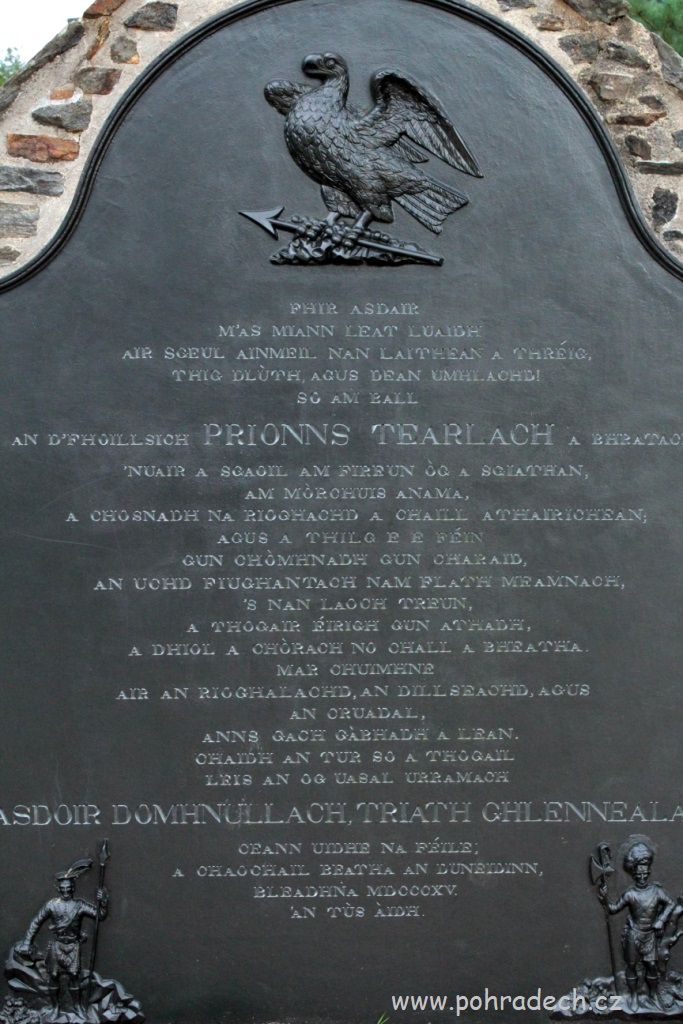 FHIR ASDAIR
M'AS MIANN LEAT LUAIDH
AIR SGEUL AINMEIL NAN LAITHEAN A THRÉIG,
THIG DLÙTH, AGUS DEAN UMHLACHD!
SO AM BALL
AN D'FHOILLSICH PRIONNS TEARLACH A BHRATACH
'NUAIR A SGAOIL AM FIREUN ÒG A SGIATHAN,
AM MÒRCHUIS ANAMA,
A CHOSNADH NA RIOGHACHD A CHAILL ATHAIRICHEAN;
AGUS A THILG E E FÉIN
GUN CHÒMHNADH GUN CHARAID,
AN UCHD FIUGHANTACH NAM FLATH MEAMNACH,
'S NAN LAOCH TREUN,
A THOGAIR ÉIRIGH GUN ATHADH,
A DHIOL A CHÒRACH NO CHALL A BHEATHA.
MAR CHUIMHNE
AIR AN RIOGHALACHD, AN DILLSEACHD, AGUS
AN CRUADAL,
ANNS GACH GÀBHADH A LEAN.
CHAIDH AN TUR SO A THOGAIL
LEIS AN OG UASAL URRAMACH
ASDOIR DOMHNULLACH, TRIATH GHLENNEALA
CEANN UIDHE NA FÉILE;
A CHAOCHAIL BEATHA AN DUNEIDINN,
BLEADHÑA MDCCCXV.
'AN TÙS ÀIDH.
www.pohradech.cz